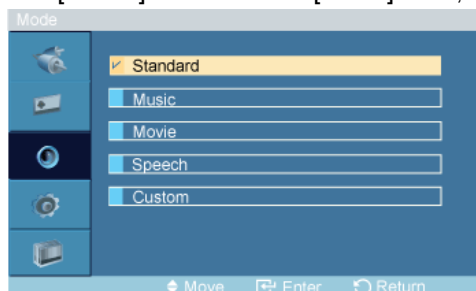 Mode
Standard
Music
Movie
Speech
Custom
Move Enter Return